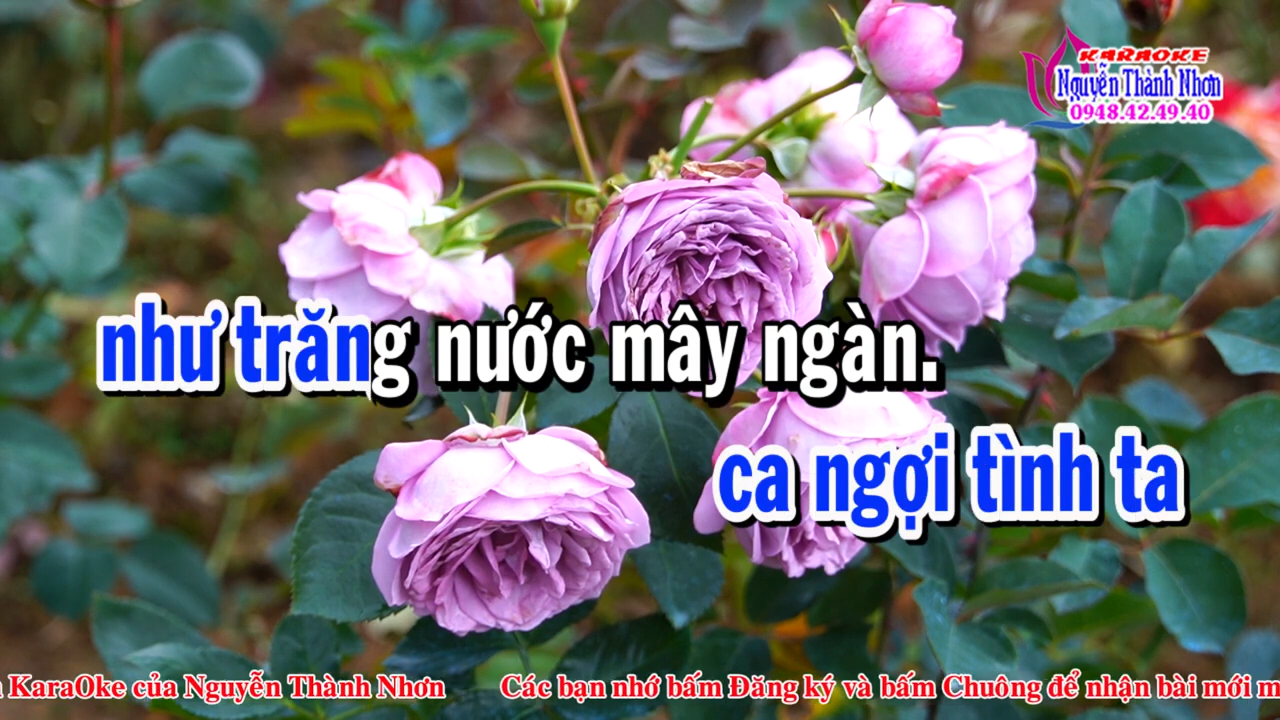 KARAOKE
Nguyễn Thành Nhơn
0948.42.49.40
như trăng nước mây ngàn.
ca ngợi tình ta
KaraOke của Nguyễn Thành Nhơn Các bạn nhớ bấm Đăng ký và bấm Chuông để nhận bài mới